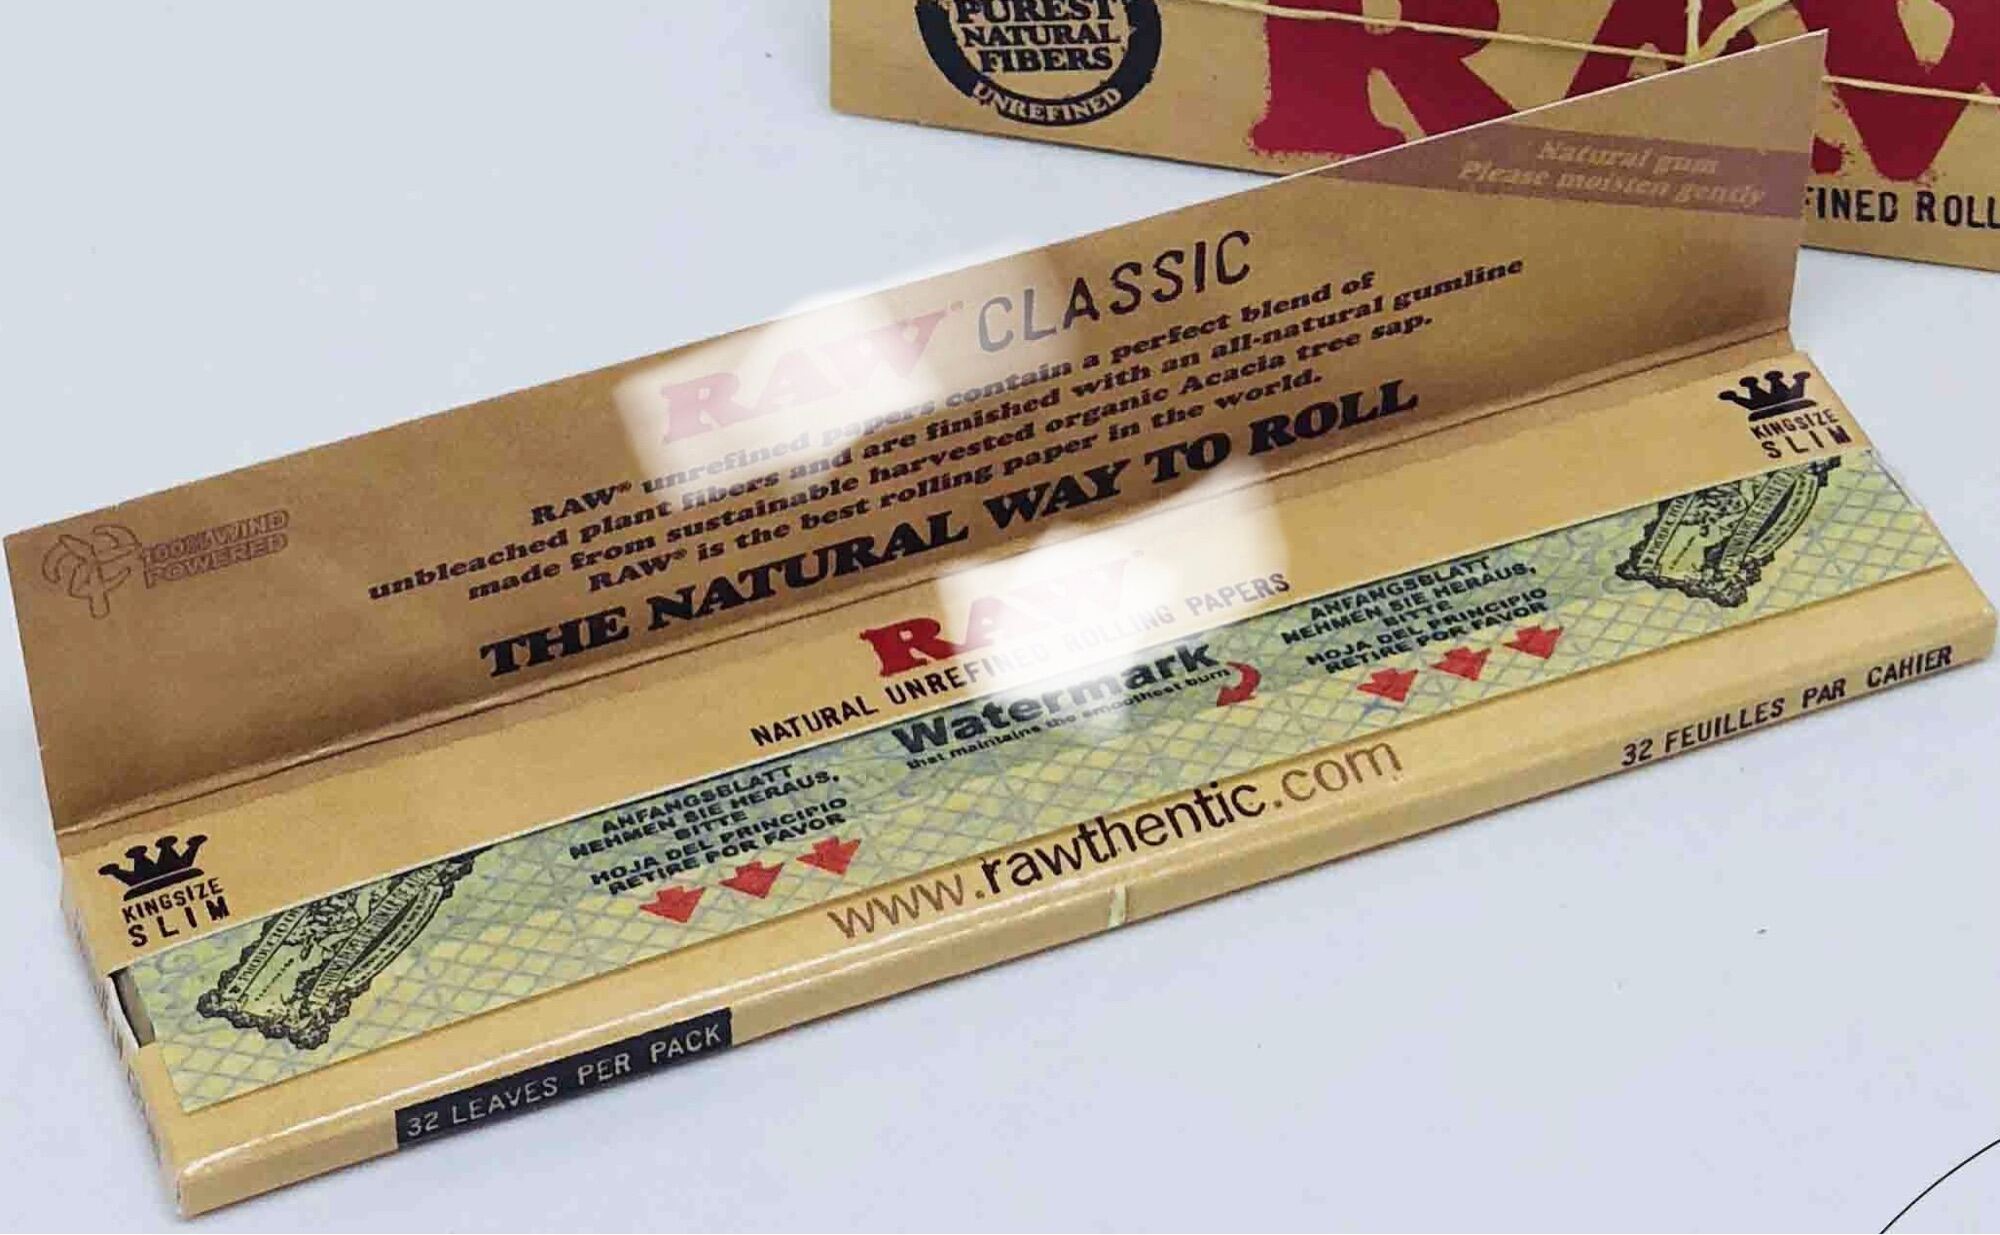 PUREST
NATURAL
FIBERS
UNREFINED
RAW
FINED ROLL
Natural gum
Please moisten gently
RAW™ CLASSIC
RAW® unrefined papers contain a perfect blend of
unbleached plant fibers and are finished with an all-natural gumline
made from sustainable harvested organic Acacia tree sap.
RAW® is the best rolling paper in the world.
THE NATURAL WAY TO ROLL
100% WIND
POWERED
KINGSIZE
SLIM
RAW
NATURAL UNREFINED ROLLING PAPERS
KINGSIZE
SLIM
Watermark
that maintains the smoothest burn
ANFANGSBLATT
NEHMEN SIE HERAUS,
BITTE
HOJA DEL PRINCIPIO
RETIRE POR FAVOR
ANFANGSBLATT
NEHMEN SIE HERAUS,
BITTE
HOJA DEL PRINCIPIO
RETIRE POR FAVOR
www.rawthentic.com
32 LEAVES PER PACK
32 FEUILLES PAR CAHIER